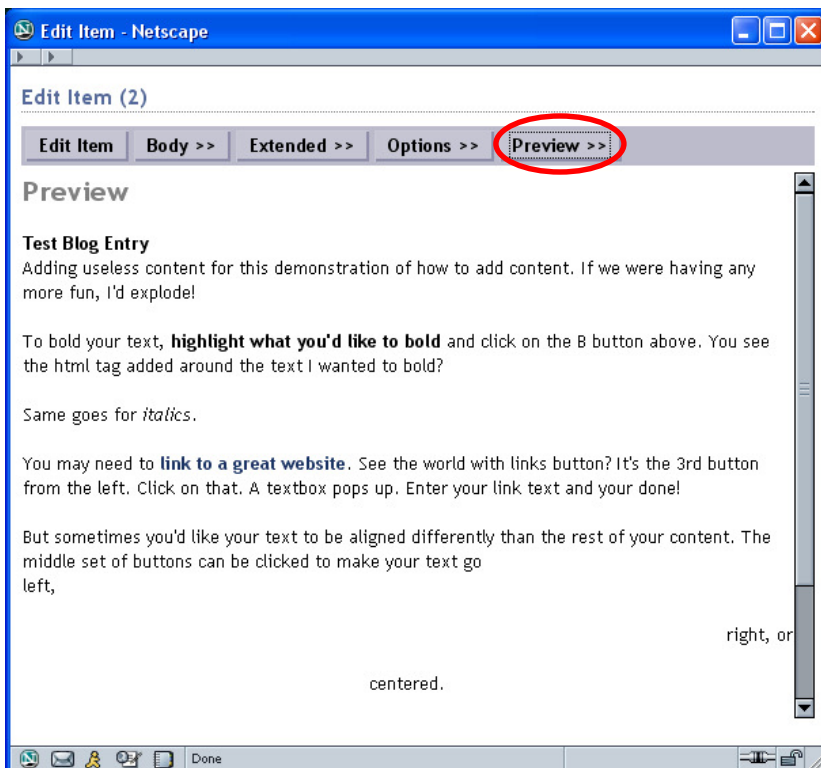 Edit Item - Netscape
Edit Item (2)
Edit Item Body >> Extended >> Options >> Preview >>
Preview
Test Blog Entry
Adding useless content for this demonstration of how to add content. If we were having any
more fun, I'd explode!
To bold your text, highlight what you'd like to bold and click on the B button above. You see
the html tag added around the text I wanted to bold?
Same goes for italics.
You may need to link to a great website. See the world with links button? It's the 3rd button
from the left. Click on that. A textbox pops up. Enter your link text and your done!
But sometimes you'd like your text to be aligned differently than the rest of your content. The
middle set of buttons can be clicked to make your text go
left,
right, or
centered.
Done